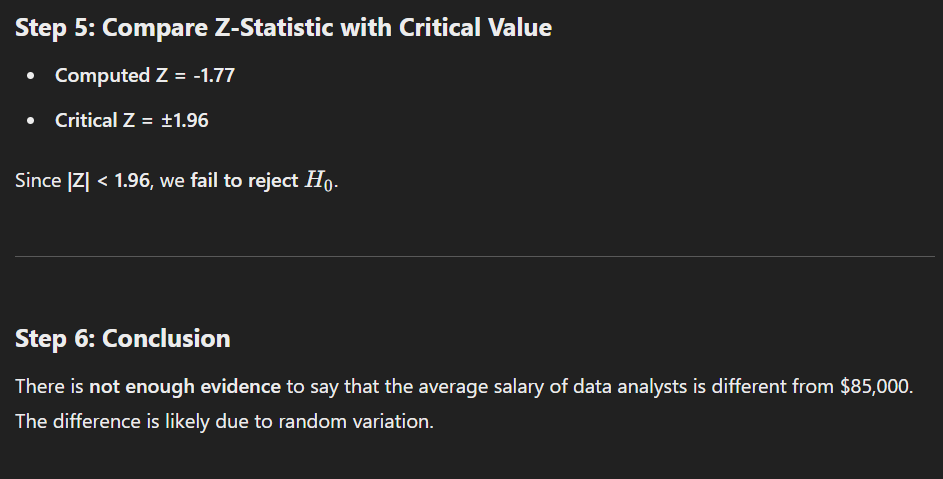 Step 5: Compare Z-Statistic with Critical Value
• Computed Z = -1.77
• Critical Z = ±1.96
Since |Z| < 1.96, we fail to reject H₀.
Step 6: Conclusion
There is not enough evidence to say that the average salary of data analysts is different from $85,000.
The difference is likely due to random variation.